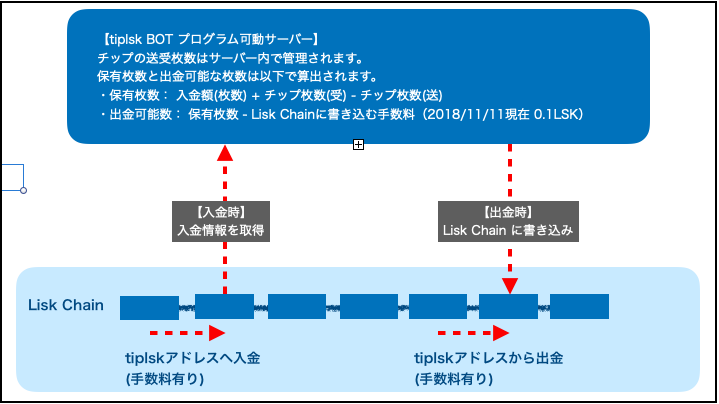 【tiplsk BOT プログラム可動サーバー】
チップの送受枚数はサーバー内で管理されます。
保有枚数と出金可能な枚数は以下で算出されます。
・保有枚数： 入金額(枚数) + チップ枚数(受) - チップ枚数(送)
・出金可能数： 保有枚数 - Lisk Chainに書き込む手数料（2018/11/11現在 0.1LSK）
【入金時】
入金情報を取得
【出金時】
Lisk Chain に書き込み
Lisk Chain
tiplskアドレスへ入金
(手数料有り)
tiplskアドレスから出金
(手数料有り)